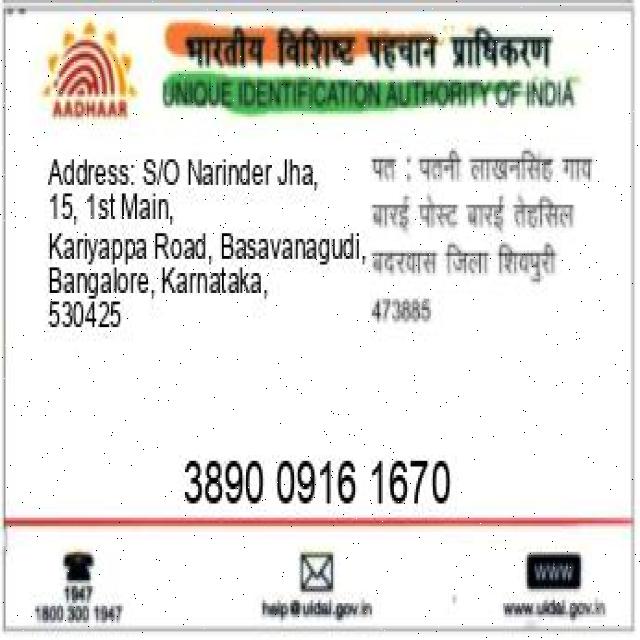 भारतीय विशिष्ट पहचान प्राधिकरण
AADHAAR
UNIQUE IDENTIFICATION AUTHORITY OF INDIA
Address: S/O Narinder Jha,
15, 1st Main,
Kariyappa Road, Basavanagudi,
Bangalore, Karnataka,
530425
पत : पतनी लाखनसिंह गाव
बारई पोस्ट बारई तेहसिल
बदरवास जिला शिवपुरी
473885
3890 0916 1670
1947
1800 300 1947
help@uidai.gov.in
WWW
www.uidai.gov.in